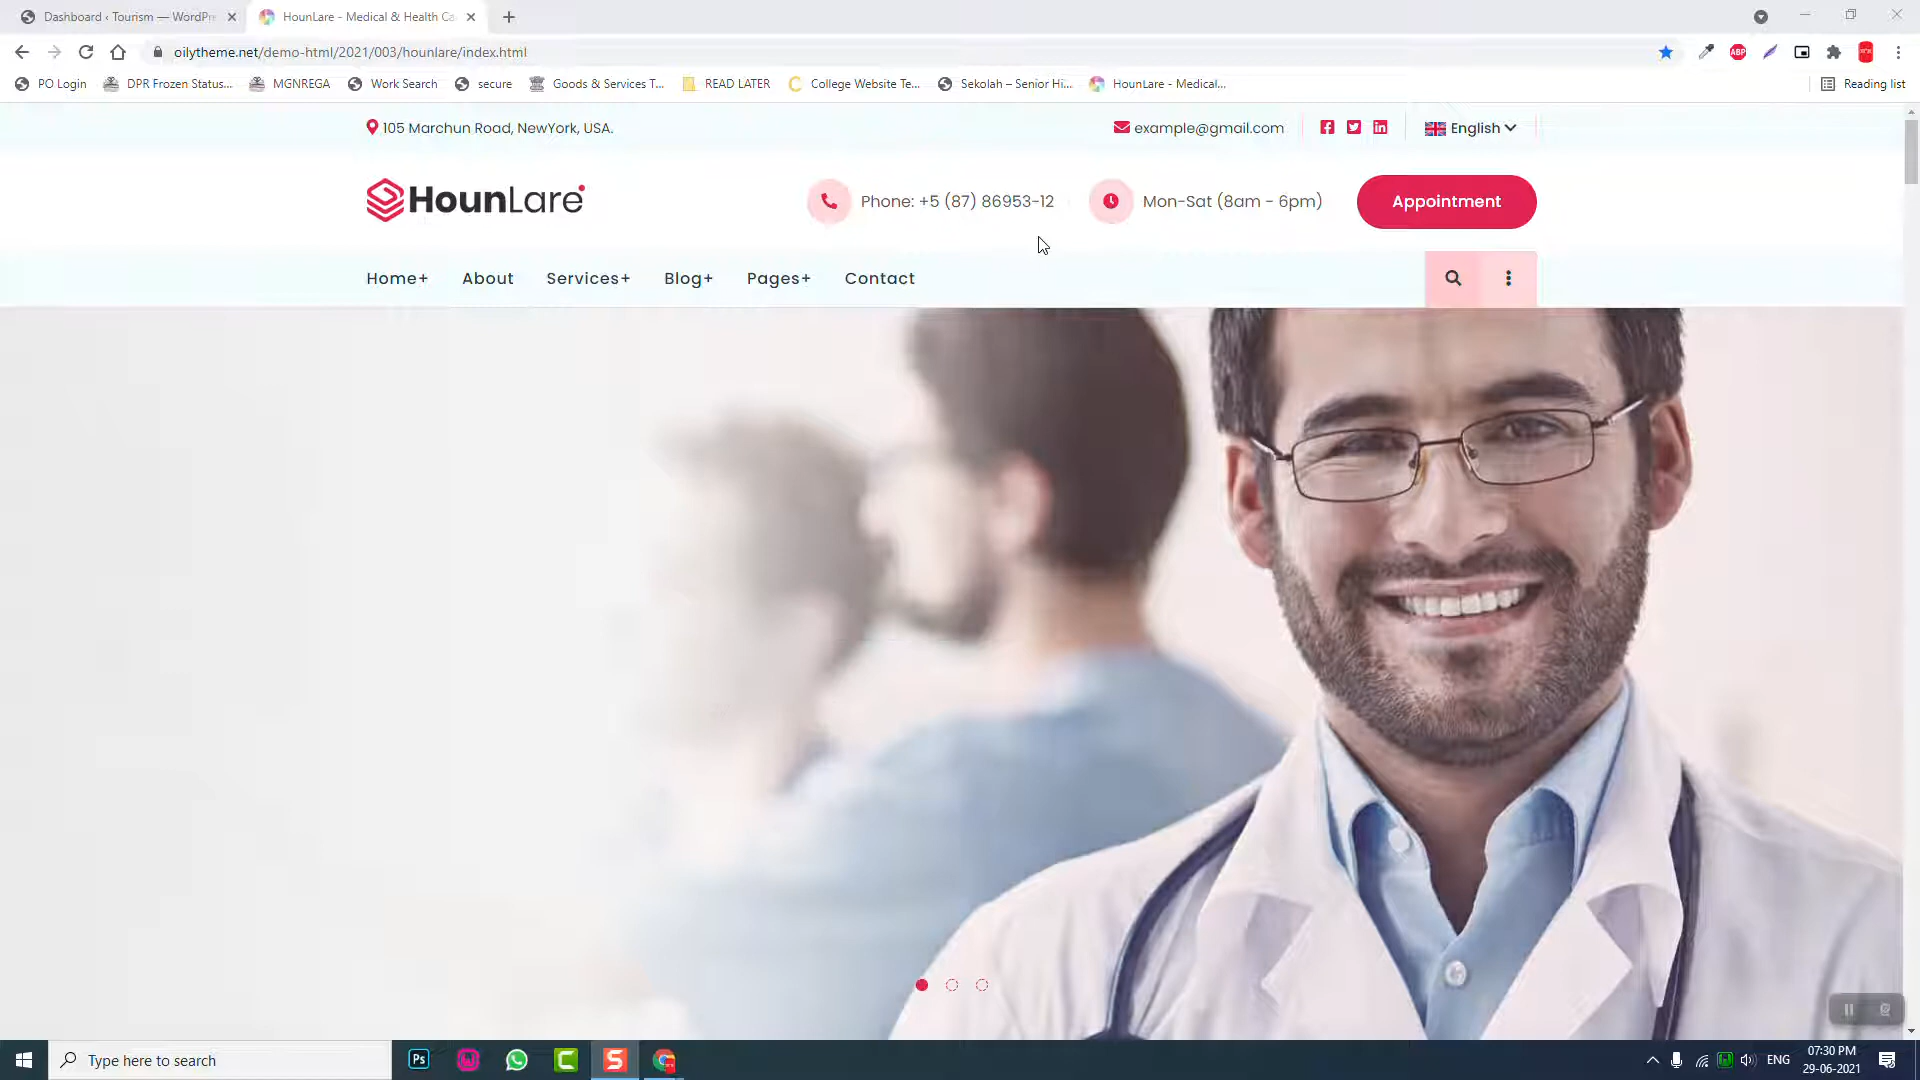 Dashboard ‹ Tourism — WordPr
HounLare - Medical & Health Ca
oilytheme.net/demo-html/2021/003/hounlare/index.html
ABP
PO Login
DPR Frozen Status...
MGNREGA
Work Search
secure
Goods & Services T...
READ LATER
College Website Te...
Sekolah – Senior Hi...
HounLare - Medical...
Reading list
105 Marchun Road, NewYork, USA.
example@gmail.com
English
HounLare
Phone: +5 (87) 86953-12
Mon-Sat (8am - 6pm)
Appointment
Home+
About
Services+
Blog+
Pages+
Contact
Type here to search
Ps
ENG
07:30 PM
29-06-2021